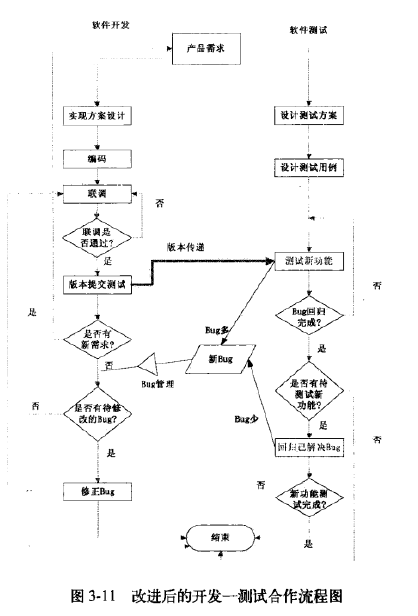 软件开发
软件测试
产品需求
实现方案设计
设计测试方案
编码
设计测试用例
联调
否
联调是
否通过?
版本传递
是
版本提交测试
测试新功能
否
是
Bug回归
完成?
是否有
新需求?
Bug多
新Bug
是
否
Bug管理
是否有待
测试新
功能?
否
是否有待修
改的Bug?
Bug少
是
否
回归已解决Bug
是
修正Bug
否
新功能测
试完成?
结束
是
图 3-11 改进后的开发—测试合作流程图